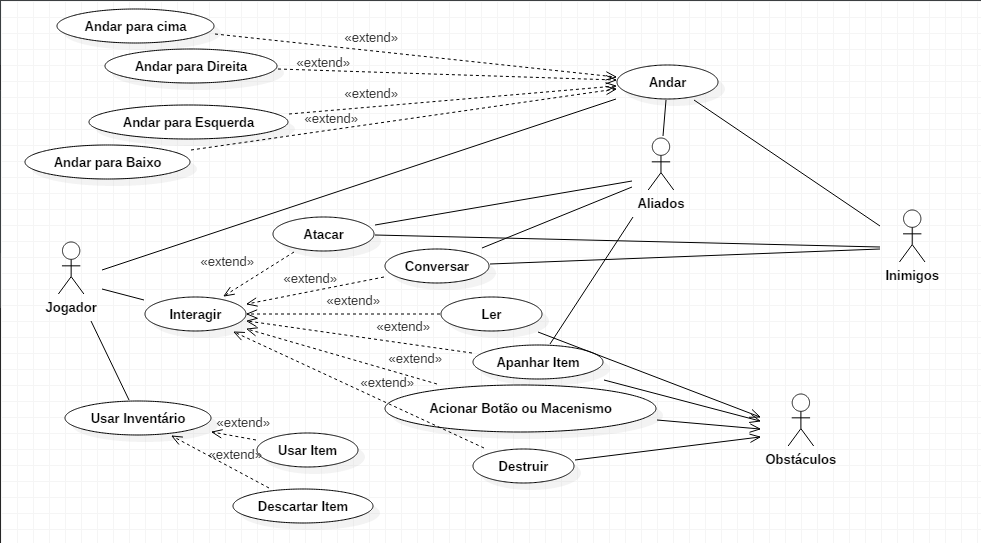 Andar para cima
«extend»
Andar para Direita
«extend»
Andar
«extend»
Andar para Esquerda
«extend»
Andar para Baixo
Aliados
Atacar
«extend»
Conversar
Inimigos
«extend»
Jogador
«extend»
Interagir
Ler
«extend»
«extend»
Apanhar Item
«extend»
Acionar Botão ou Macenismo
Usar Inventário
«extend»
Usar Item
«extend»
Obstáculos
Destruir
Descartar Item